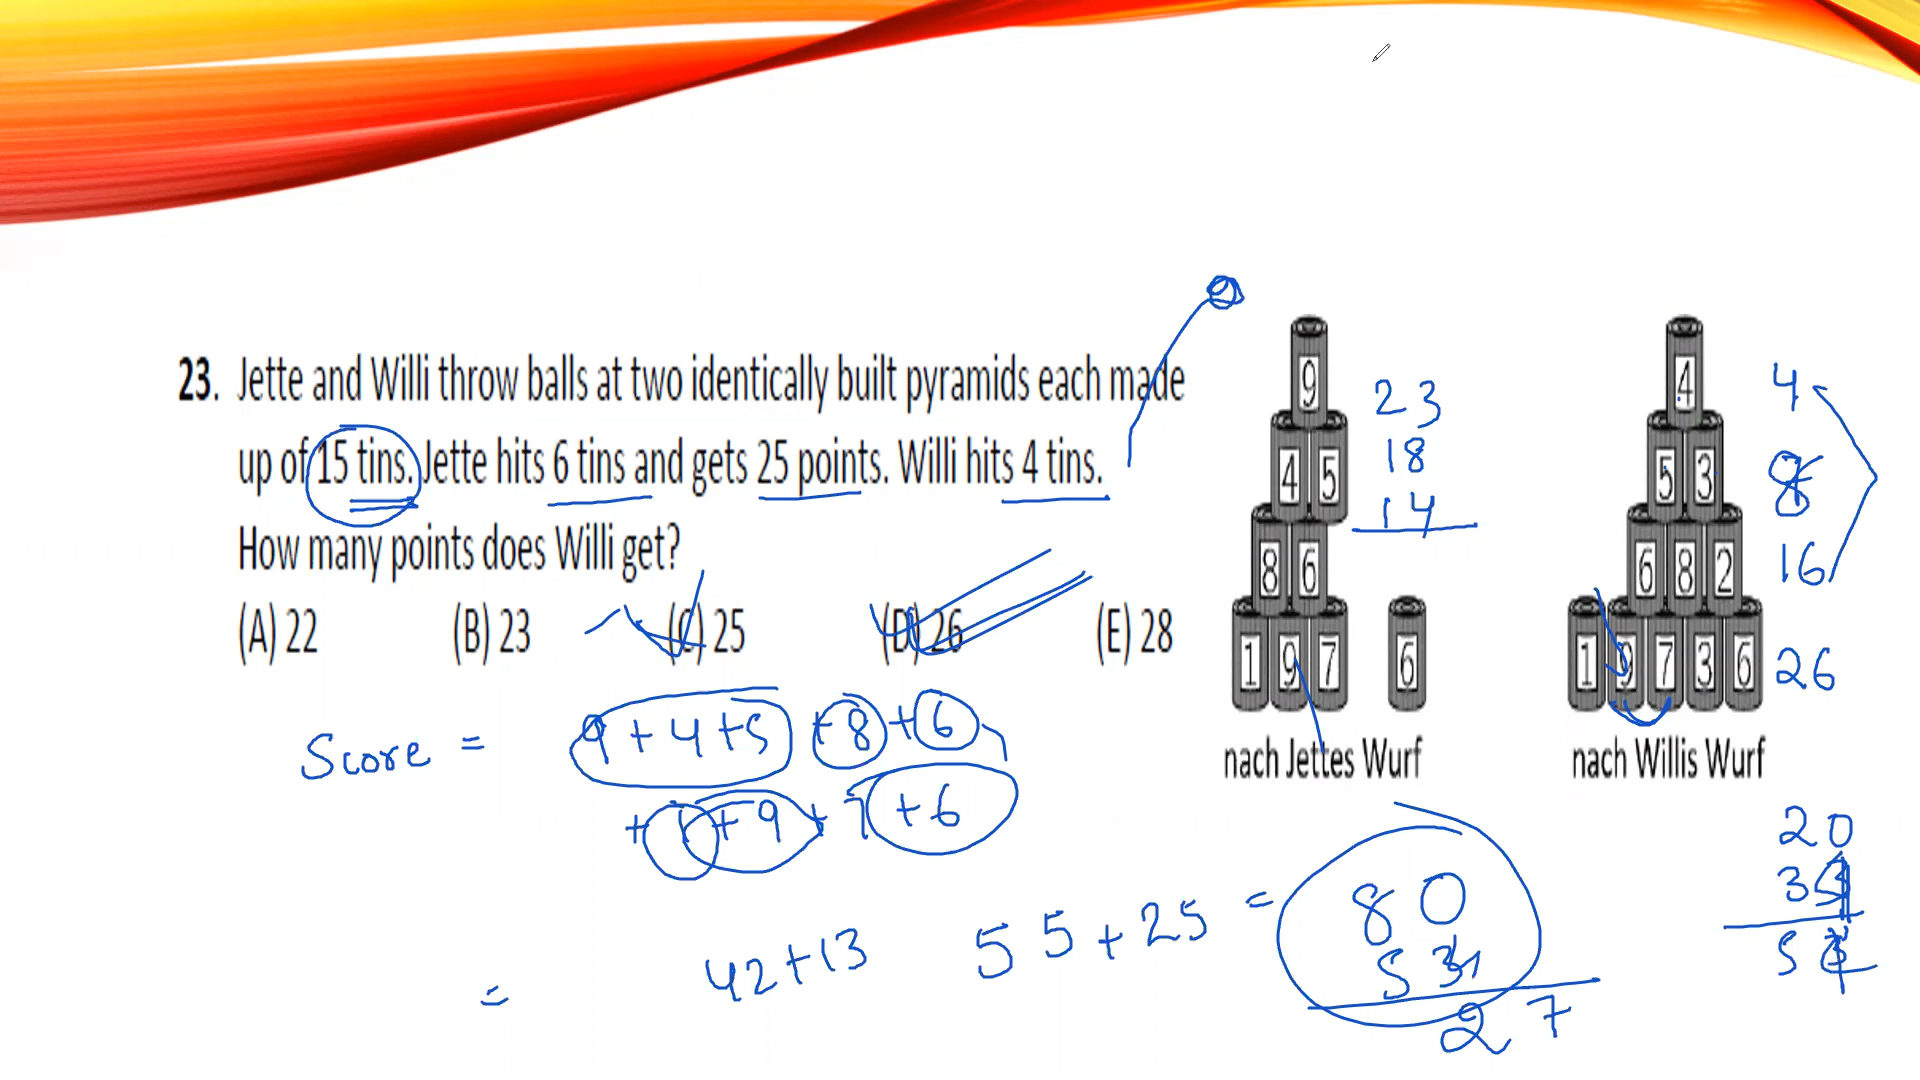 23. Jette and Willi throw balls at two identically built pyramids each made
up of 15 tins. Jette hits 6 tins and gets 25 points. Willi hits 4 tins.
How many points does Willi get?
(A) 22 (B) 23 (C) 25 (D) 26 (E) 28
9
4 5
8 6
1 9 7 6
nach Jettes Wurf
23
18
14
4
5 3
6 8 2
1 9 7 3 6
nach Willis Wurf
4
8
16
26
Score = 9 + 4 + 5 + 8 + 6
+ 1 + 9 + 7 + 6
= 42 + 13 55 + 25 = 80
27
20